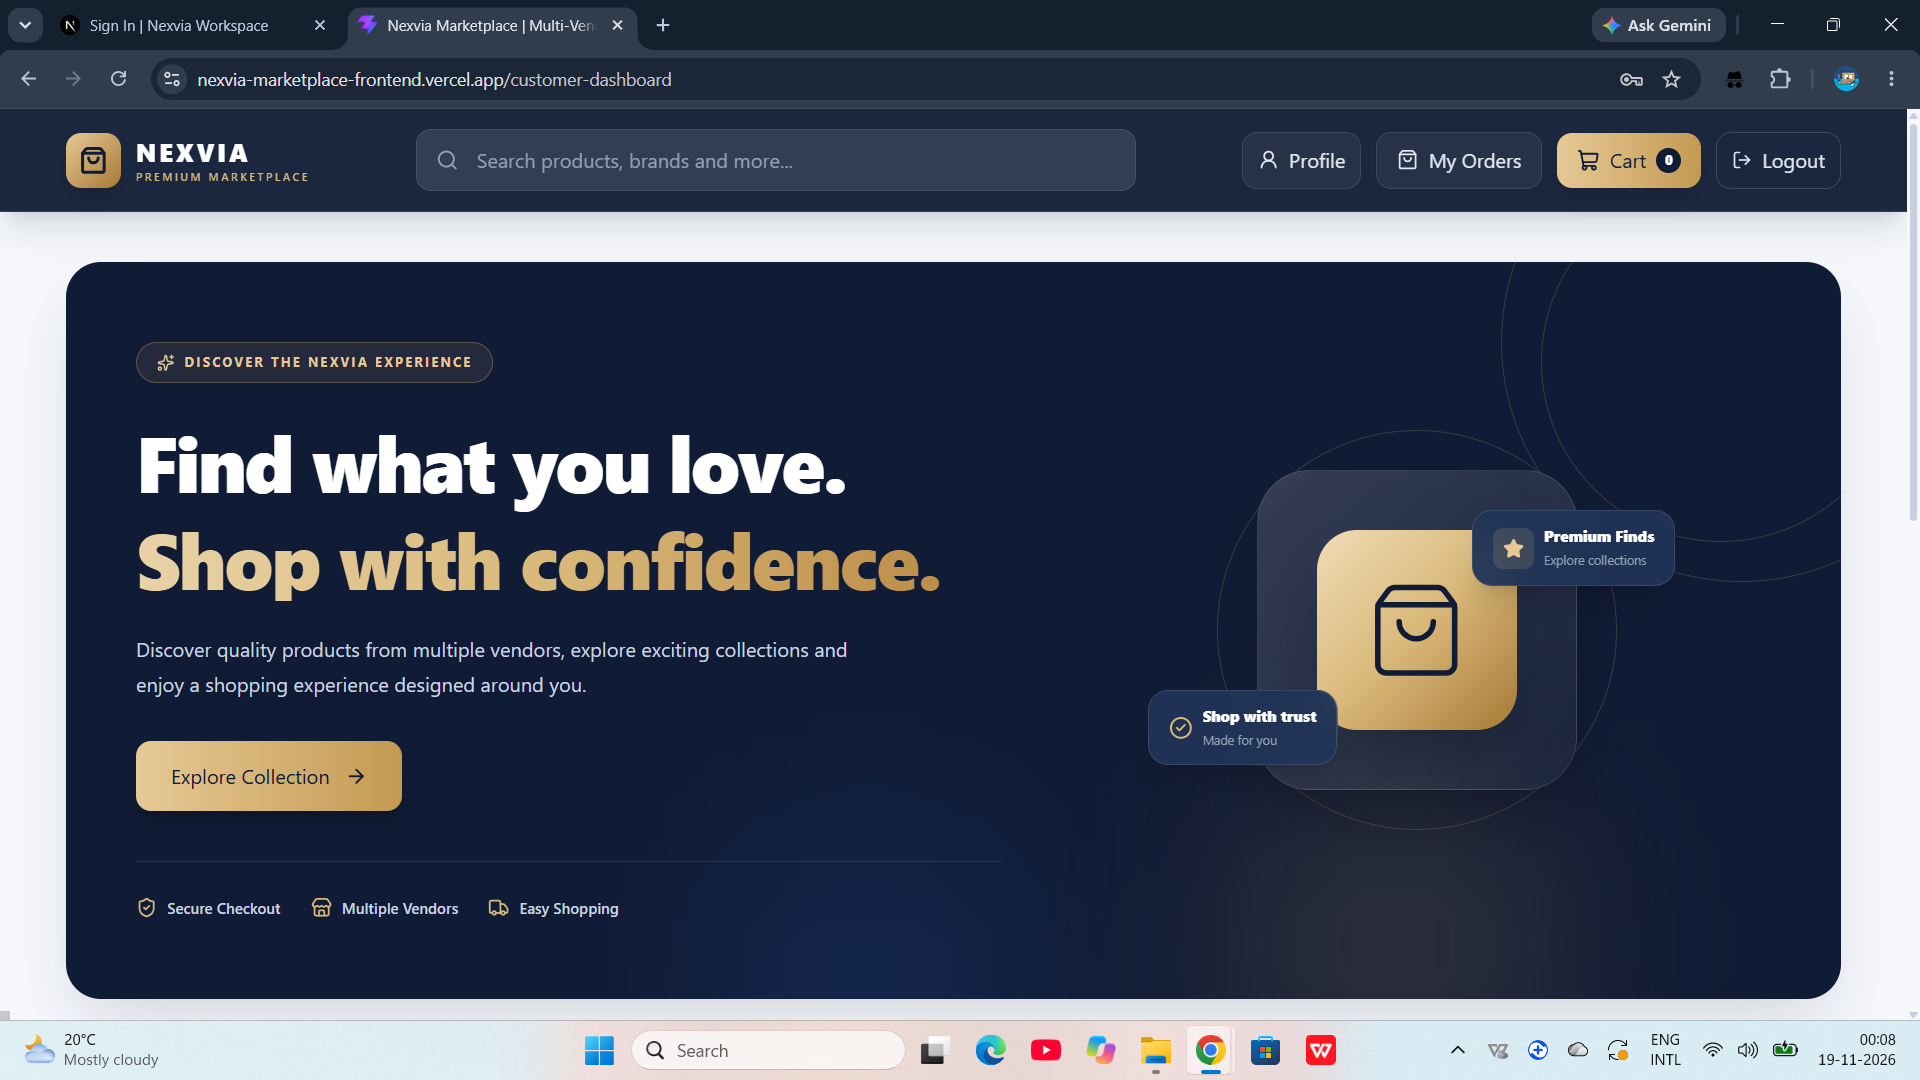 Sign In | Nexvia Workspace
Nexvia Marketplace | Multi-Ven
Ask Gemini
nexvia-marketplace-frontend.vercel.app/customer-dashboard
NEXVIA
PREMIUM MARKETPLACE
Search products, brands and more...
Profile
My Orders
Cart 0
Logout
DISCOVER THE NEXVIA EXPERIENCE
Find what you love.
Shop with confidence.
Discover quality products from multiple vendors, explore exciting collections and
enjoy a shopping experience designed around you.
Explore Collection
Secure Checkout
Multiple Vendors
Easy Shopping
Premium Finds
Explore collections
Shop with trust
Made for you
20°C
Mostly cloudy
Search
ENG
INTL
00:08
19-11-2026